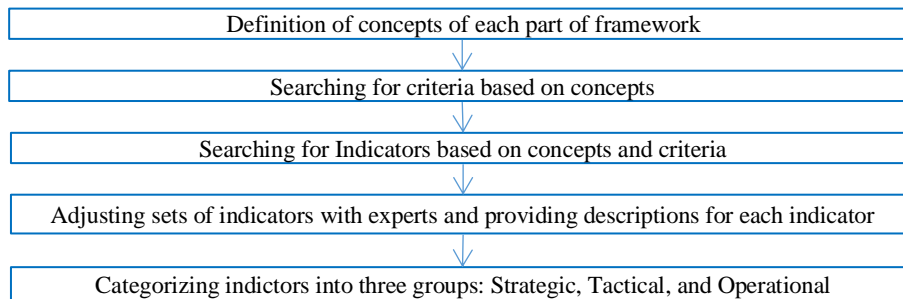 Definition of concepts of each part of framework
Searching for criteria based on concepts
Searching for Indicators based on concepts and criteria
Adjusting sets of indicators with experts and providing descriptions for each indicator
Categorizing indictors into three groups: Strategic, Tactical, and Operational